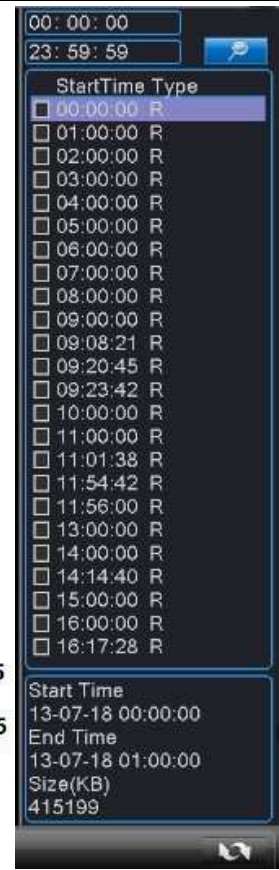 00: 00: 00
23: 59: 59
StartTime Type
00:00:00 R
01:00:00 R
02:00:00 R
03:00:00 R
04:00:00 R
05:00:00 R
06:00:00 R
07:00:00 R
08:00:00 R
09:00:00 R
09:08:21 R
09:20:45 R
09:23:42 R
10:00:00 R
11:00:00 R
11:01:38 R
11:54:42 R
11:56:00 R
13:00:00 R
14:00:00 R
14:14:40 R
15:00:00 R
16:00:00 R
16:17:28 R
5
6
Start Time
13-07-18 00:00:00
End Time
13-07-18 01:00:00
Size(KB)
415199